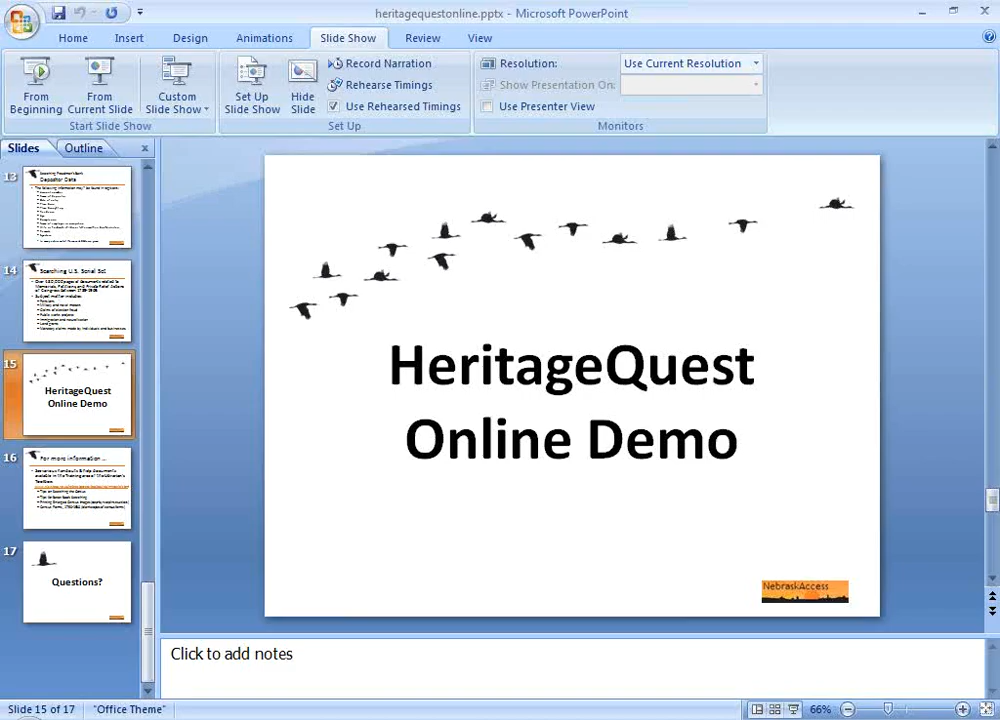 heritagequestonline.pptx - Microsoft PowerPoint
Home Insert Design Animations Slide Show Review View
From Beginning
From Current Slide
Custom Slide Show
Start Slide Show
Set Up Slide Show
Hide Slide
Record Narration
Rehearse Timings
Use Rehearsed Timings
Set Up
Resolution: Use Current Resolution
Show Presentation On:
Use Presenter View
Monitors
Slides Outline
13
Depositor Data
14
Searching U.S. Serial Set
15
HeritageQuest
Online Demo
16
For more information ...
17
Questions?
HeritageQuest
Online Demo
NebraskAccess
Click to add notes
Slide 15 of 17 "Office Theme" 66%